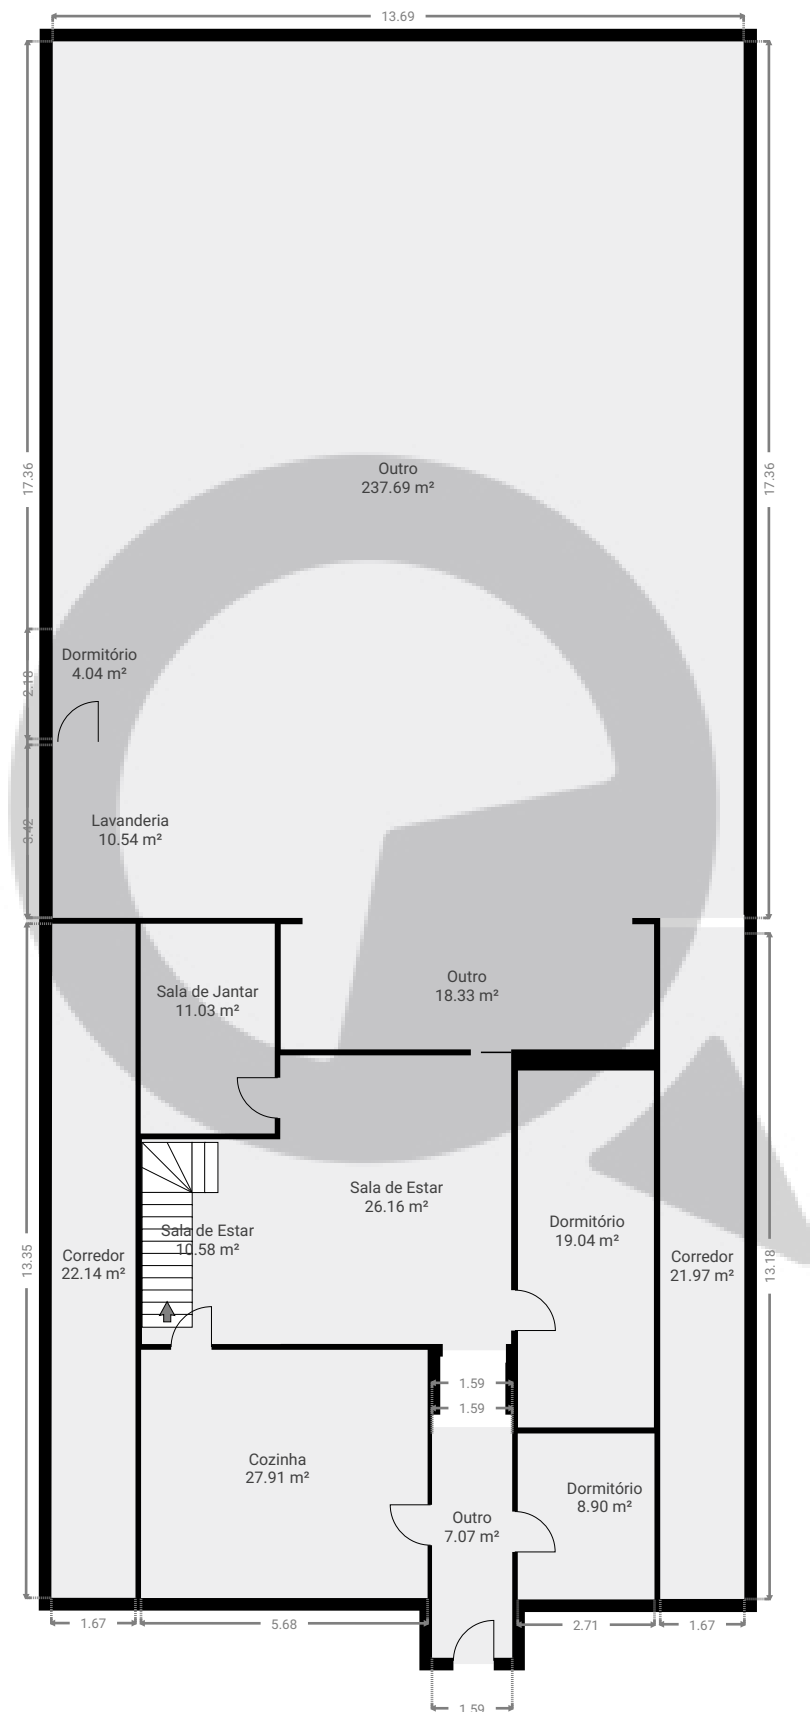 13.69
Outro
237.69 m²
17.36
17.36
Dormitório
4.04 m²
2.18
Lavanderia
10.54 m²
3.42
Sala de Jantar
11.03 m²
Outro
18.33 m²
Sala de Estar
26.16 m²
Sala de Estar
10.58 m²
Dormitório
19.04 m²
Corredor
22.14 m²
Corredor
21.97 m²
13.35
13.18
1.59
1.59
Cozinha
27.91 m²
Dormitório
8.90 m²
Outro
7.07 m²
1.67
5.68
2.71
1.67
1.59